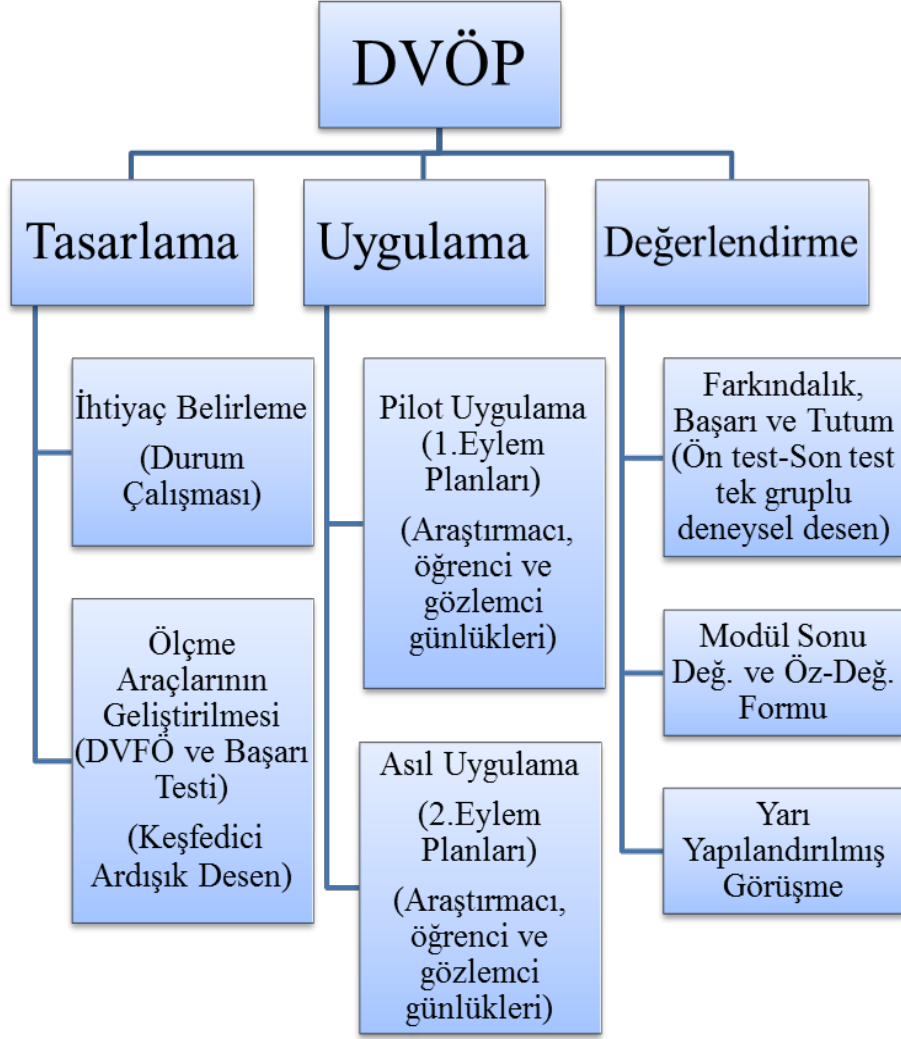 DVÖP
Tasarlama
Uygulama
Değerlendirme
İhtiyaç Belirleme
(Durum
Çalışması)
Ölçme
Araçlarının
Geliştirilmesi
(DVFÖ ve Başarı
Testi)
(Keşfedici
Ardışık Desen)
Pilot Uygulama
(1.Eylem
Planları)
(Araştırmacı,
öğrenci ve
gözlemci
günlükleri)
Asıl Uygulama
(2.Eylem
Planları)
(Araştırmacı,
öğrenci ve
gözlemci
günlükleri)
Farkındalık,
Başarı ve Tutum
(Ön test-Son test
tek gruplu
deneysel desen)
Modül Sonu
Değ. ve Öz-Değ.
Formu
Yarı
Yapılandırılmış
Görüşme